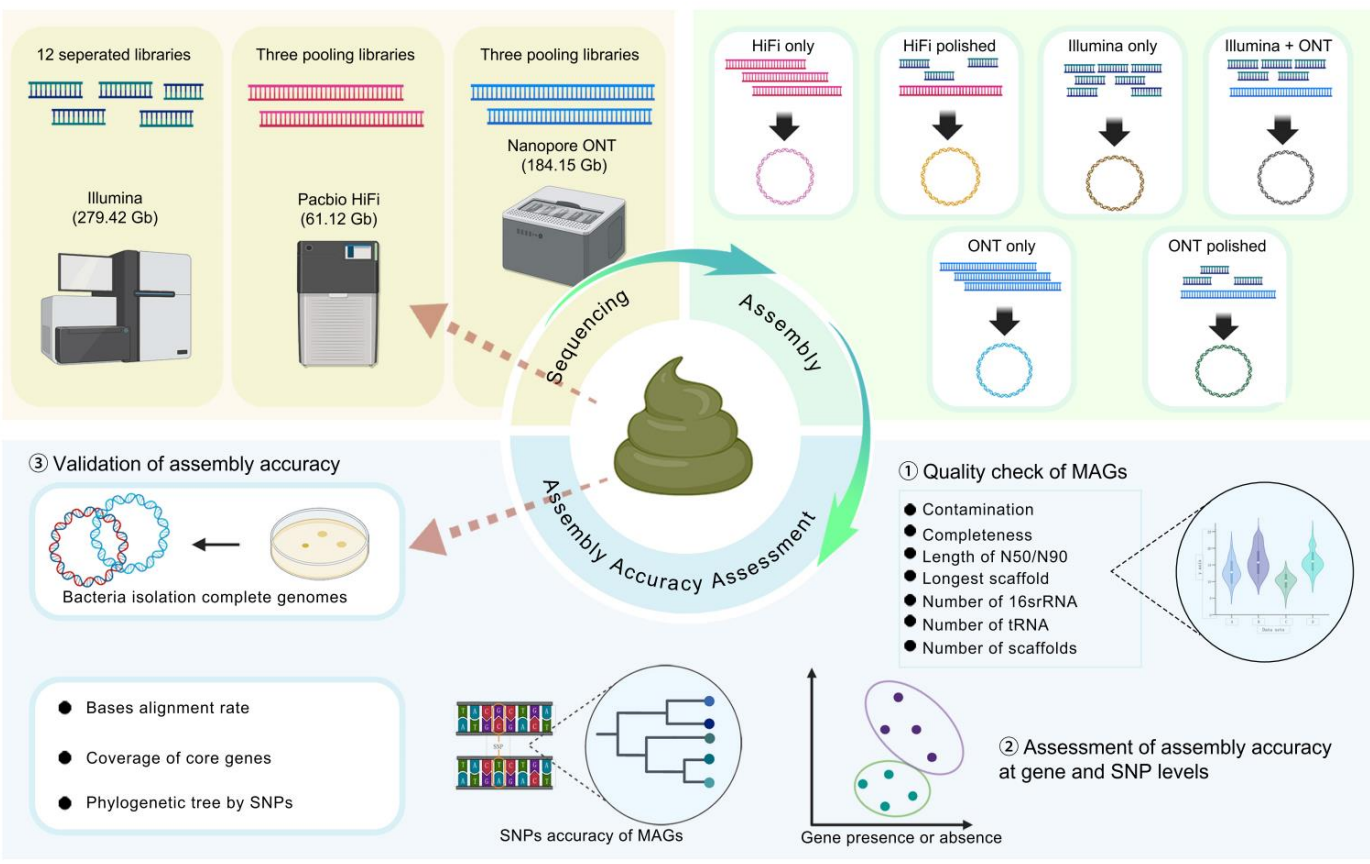 12 seperated libraries
Three pooling libraries
Three pooling libraries
Illumina
(279.42 Gb)
Pacbio HiFi
(61.12 Gb)
Nanopore ONT
(184.15 Gb)
HiFi only
HiFi polished
Illumina only
Illumina + ONT
ONT only
ONT polished
Sequencing
Assembly
Assembly Accuracy Assessment
③ Validation of assembly accuracy
Bacteria isolation complete genomes
Bases alignment rate
Coverage of core genes
Phylogenetic tree by SNPs
① Quality check of MAGs
Contamination
Completeness
Length of N50/N90
Longest scaffold
Number of 16srRNA
Number of tRNA
Number of scaffolds
SNPs accuracy of MAGs
② Assessment of assembly accuracy
at gene and SNP levels
Gene presence or absence